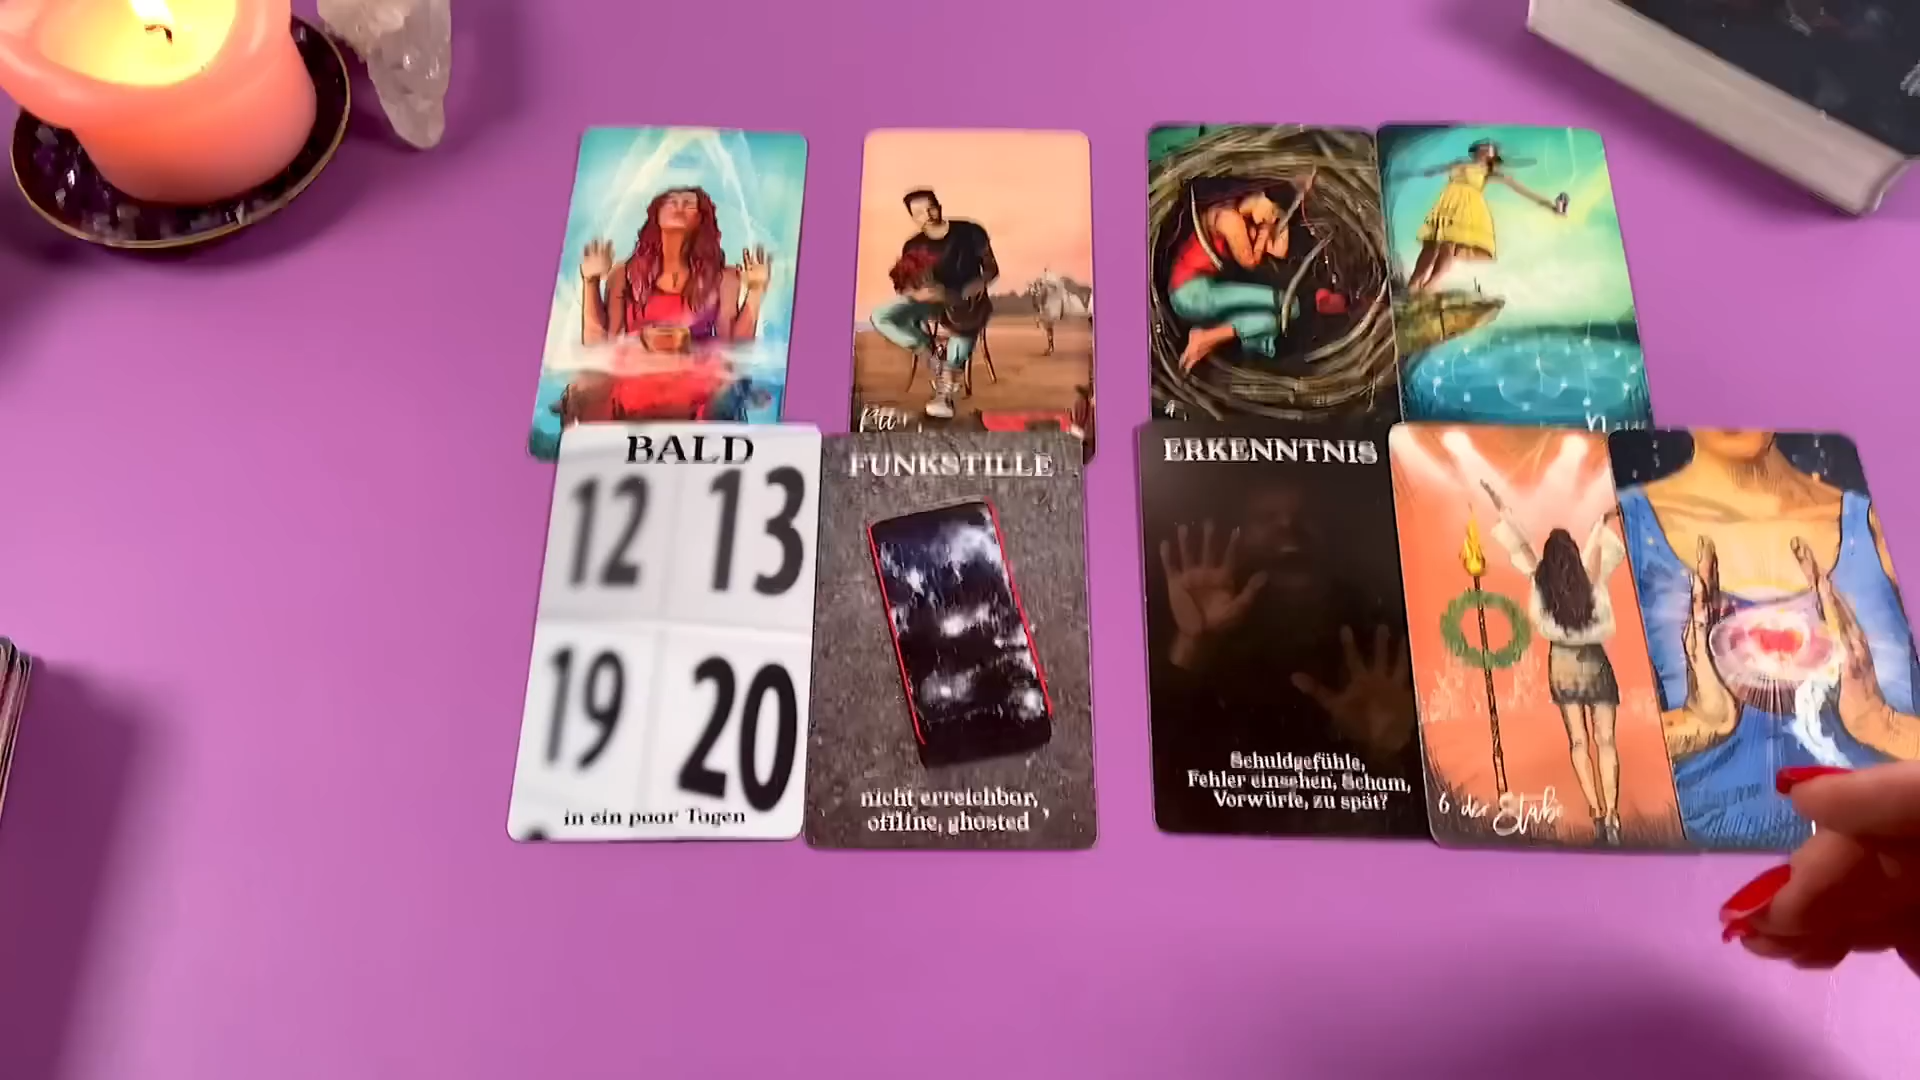 BALD
12 13
19 20
in ein paar Tagen
FUNKSTILLE
nicht erreichbar,
offline, ghosted
ERKENNTNIS
Schuldgefühle,
Fehler einsehen, Scham,
Vorwürfe, zu spät?
6 der Stäbe